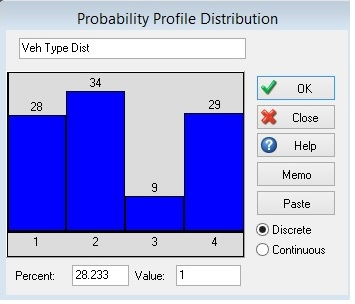 Probability Profile Distribution
Veh Type Dist
28
34
9
29
1
2
3
4
OK
Close
Help
Memo
Paste
Discrete
Continuous
Percent: 28.233 Value: 1